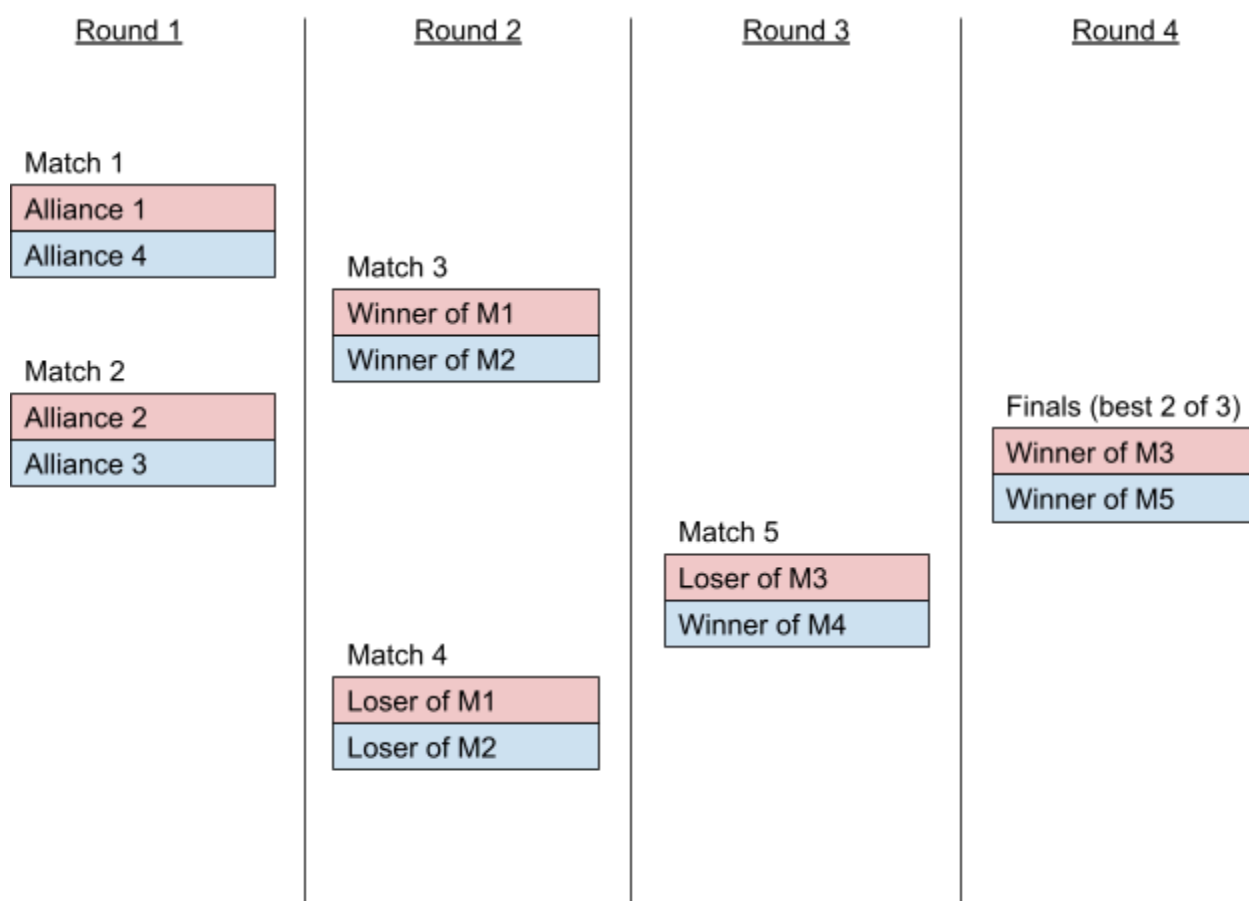 Round 1
Round 2
Round 3
Round 4
Match 1
Alliance 1
Alliance 4
Match 2
Alliance 2
Alliance 3
Match 3
Winner of M1
Winner of M2
Match 4
Loser of M1
Loser of M2
Match 5
Loser of M3
Winner of M4
Finals (best 2 of 3)
Winner of M3
Winner of M5